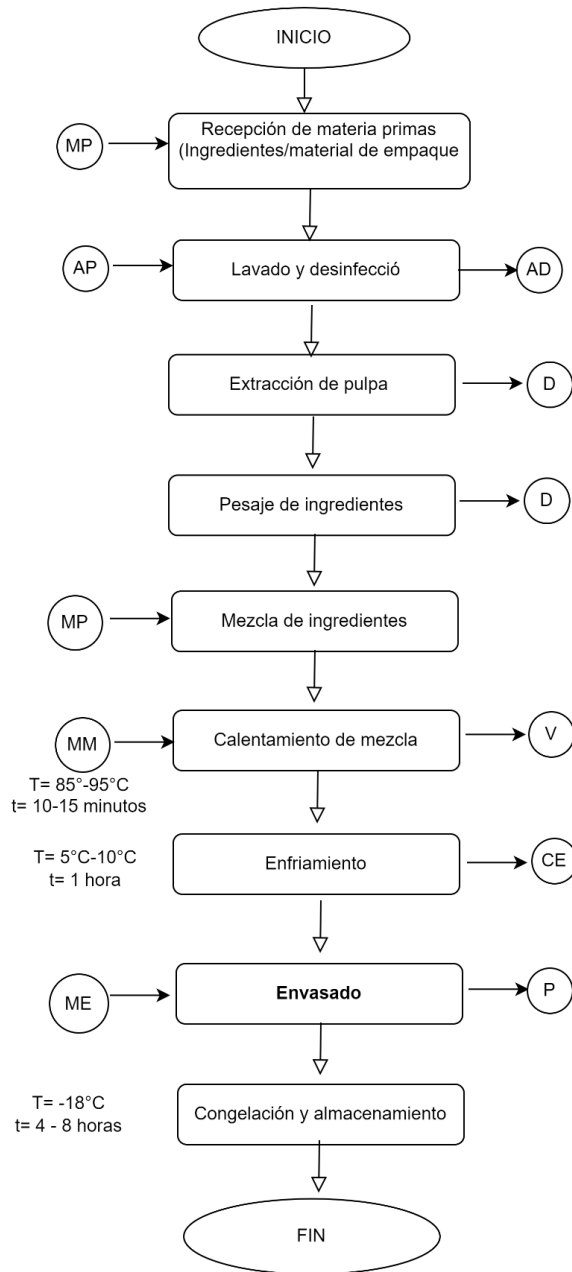 INICIO
MP
Recepción de materia primas
(Ingredientes/material de empaque
AP
Lavado y desinfecció
AD
Extracción de pulpa
D
Pesaje de ingredientes
D
MP
Mezcla de ingredientes
MM
Calentamiento de mezcla
V
T= 85°-95°C
t= 10-15 minutos
T= 5°C-10°C
t= 1 hora
Enfriamiento
CE
ME
Envasado
P
T= -18°C
t= 4 - 8 horas
Congelación y almacenamiento
FIN